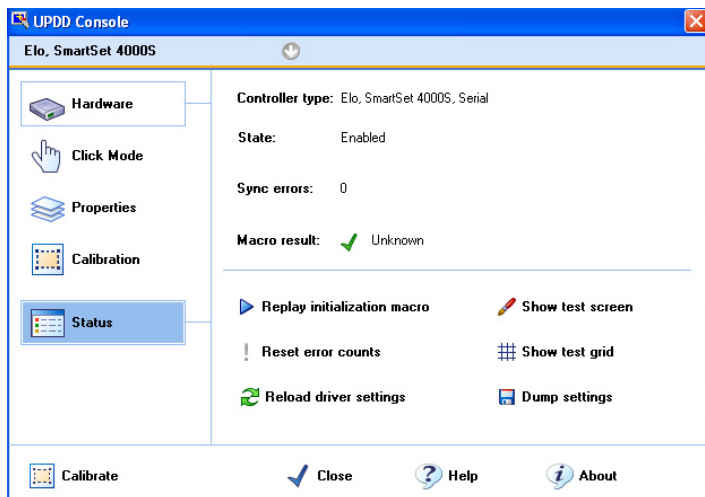 UPDD Console
Elo, SmartSet 4000S
Hardware
Click Mode
Properties
Calibration
Status
Controller type: Elo, SmartSet 4000S, Serial
State: Enabled
Sync errors: 0
Macro result: Unknown
Replay initialization macro
Show test screen
Reset error counts
Show test grid
Reload driver settings
Dump settings
Calibrate
Close
Help
About